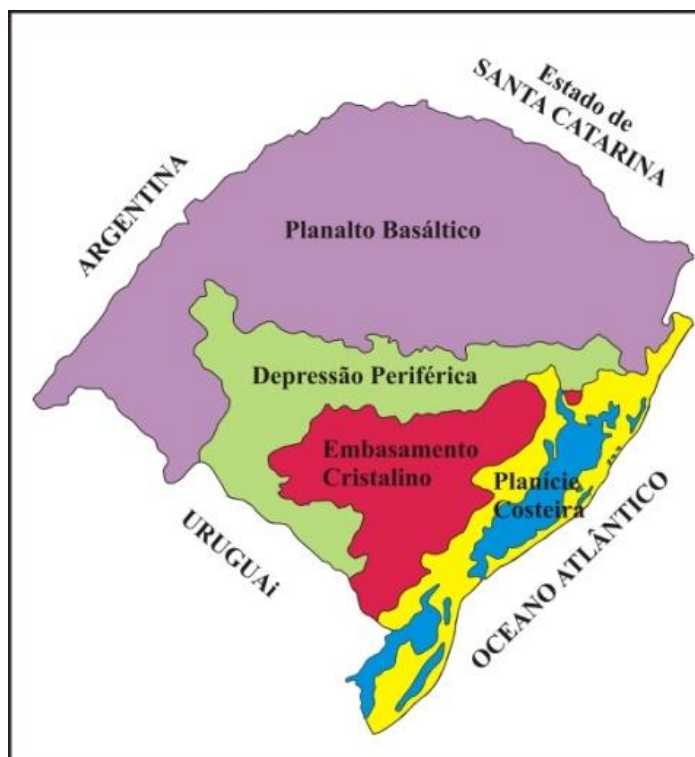 Estado de
SANTA CATARINA
ARGENTINA
Planalto Basáltico
Depressão Periférica
Embasamento
Cristalino
Planície
Costeira
URUGUAi
OCEANO ATLÂNTICO